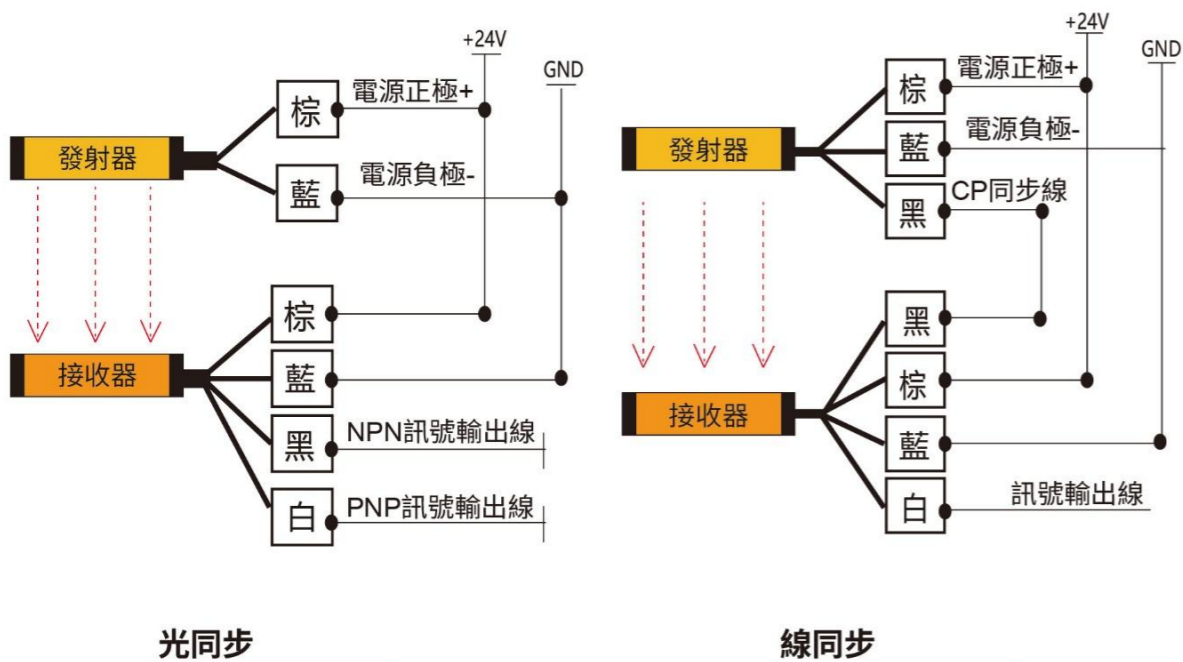 +24V
GND
棕
電源正極+
發射器
藍
電源負極-
棕
接收器
藍
黑
NPN訊號輸出線
白
PNP訊號輸出線
光同步
+24V
GND
棕
電源正極+
發射器
藍
電源負極-
黑
CP同步線
黑
棕
接收器
藍
白
訊號輸出線
線同步